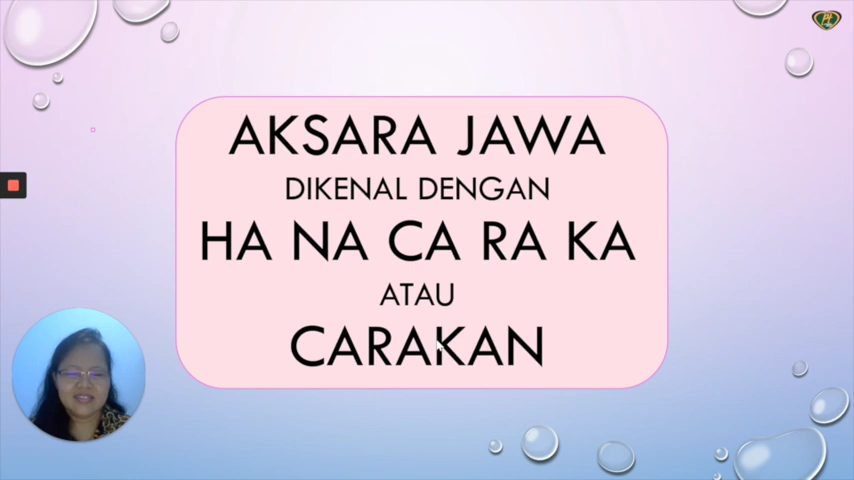 AKSARA JAWA
DIKENAL DENGAN
HA NA CA RA KA
ATAU
CARAKAN